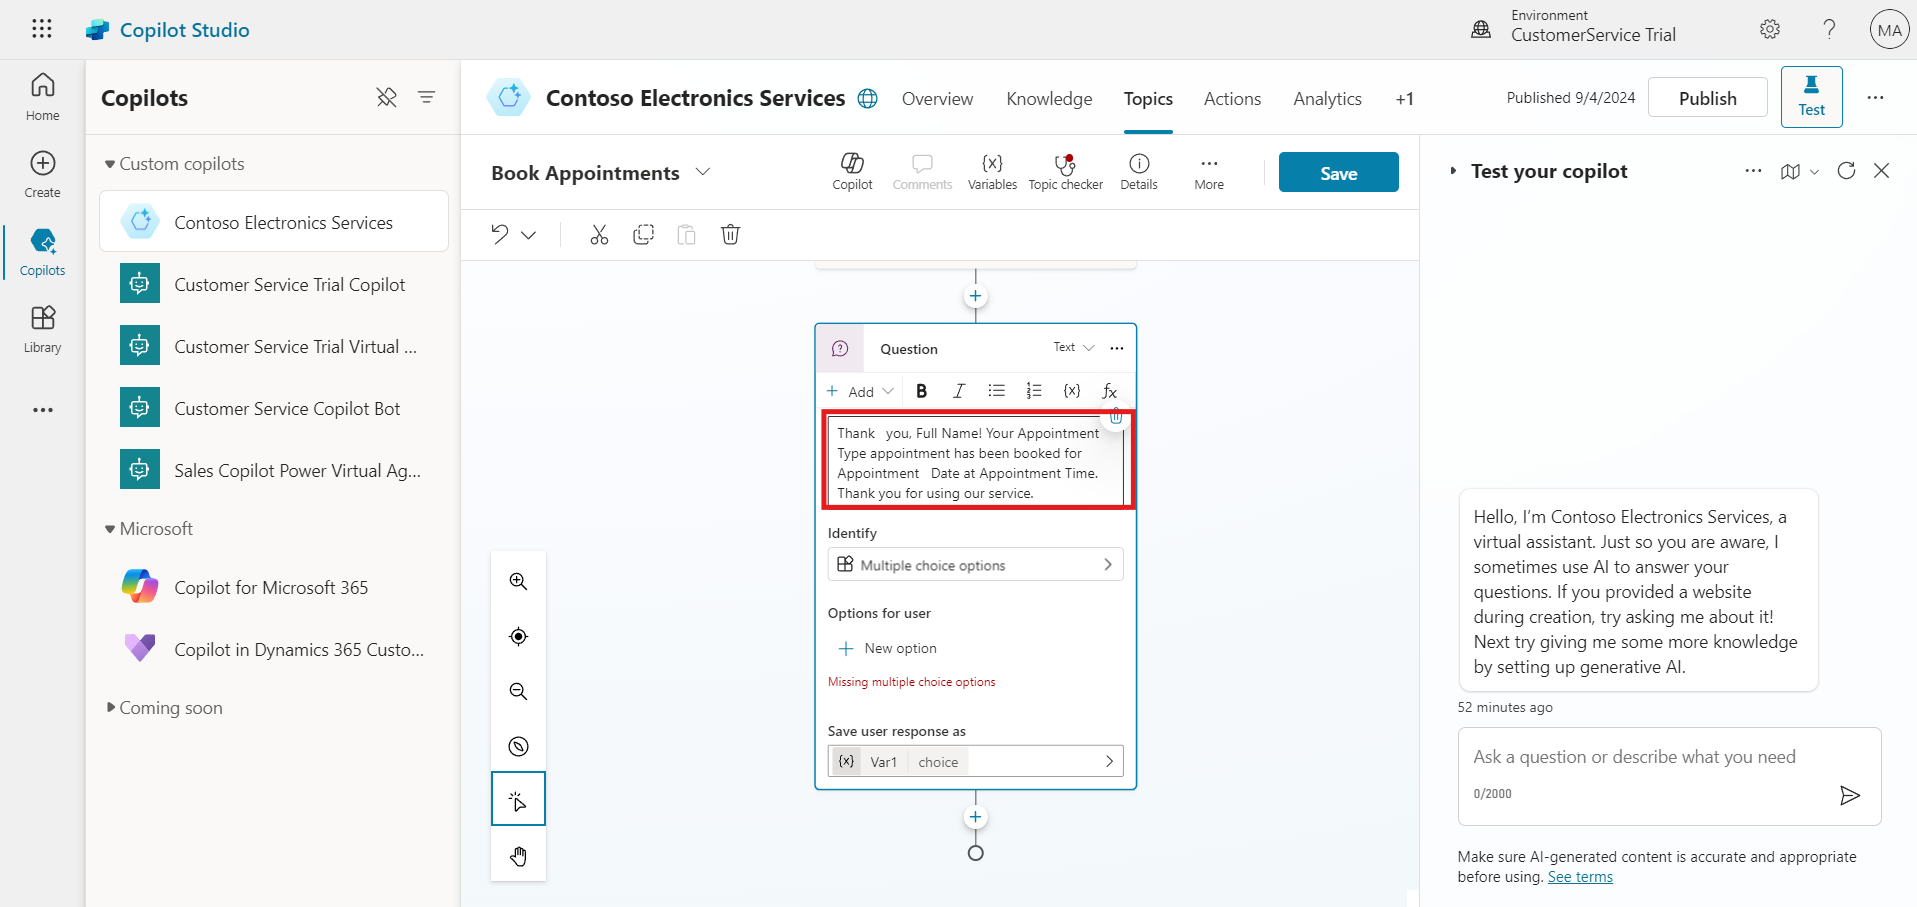 Copilot Studio
Environment
CustomerService Trial
MA
Home
Create
Copilots
Library
Copilots
Custom copilots
Contoso Electronics Services
Customer Service Trial Copilot
Customer Service Trial Virtual ...
Customer Service Copilot Bot
Sales Copilot Power Virtual Ag...
Microsoft
Copilot for Microsoft 365
Copilot in Dynamics 365 Custo...
Coming soon
Contoso Electronics Services
Overview
Knowledge
Topics
Actions
Analytics
+1
Published 9/4/2024
Publish
Test
Book Appointments
Copilot
Comments
{x}
Variables
Topic checker
Details
More
Save
Question
Text
Add
B
I
{x}
fx
Thank you, Full Name! Your Appointment
Type appointment has been booked for
Appointment Date at Appointment Time.
Thank you for using our service.
Identify
Multiple choice options
Options for user
New option
Missing multiple choice options
Save user response as
{x} Var1 choice
Test your copilot
Hello, I'm Contoso Electronics Services, a
virtual assistant. Just so you are aware, I
sometimes use AI to answer your
questions. If you provided a website
during creation, try asking me about it!
Next try giving me some more knowledge
by setting up generative AI.
52 minutes ago
Ask a question or describe what you need
0/2000
Make sure AI-generated content is accurate and appropriate
before using. See terms